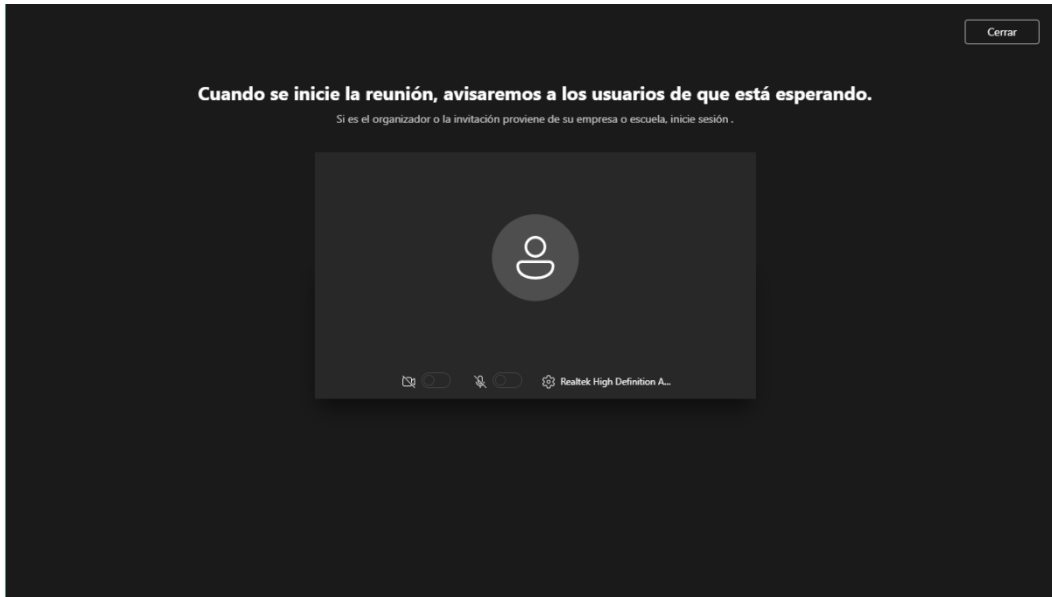 Cerrar
Cuando se inicie la reunión, avisaremos a los usuarios de que está esperando.
Si es el organizador o la invitación proviene de su empresa o escuela, inicie sesión .
Realtek High Definition A...